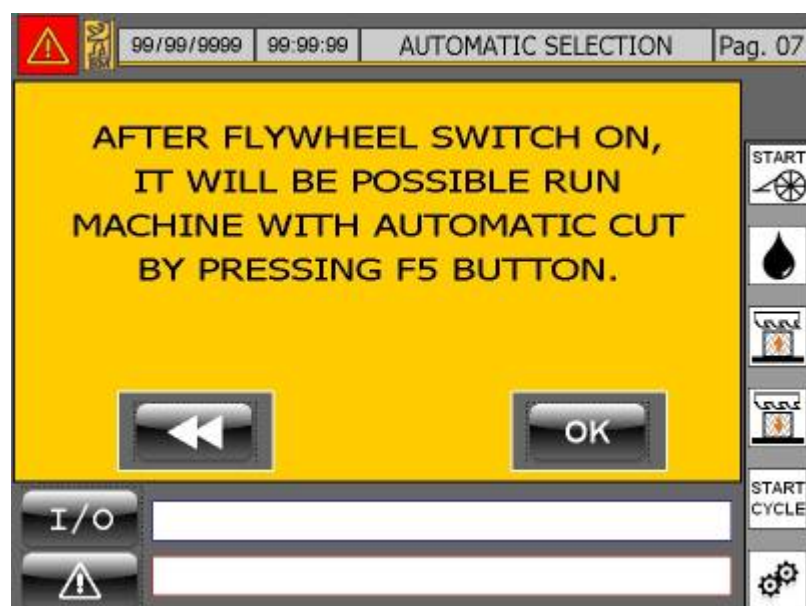 99/99/9999 99:99:99 AUTOMATIC SELECTION Pag. 07
AFTER FLYWHEEL SWITCH ON,
IT WILL BE POSSIBLE RUN
MACHINE WITH AUTOMATIC CUT
BY PRESSING F5 BUTTON.
START
OK
START
CYCLE
I/O